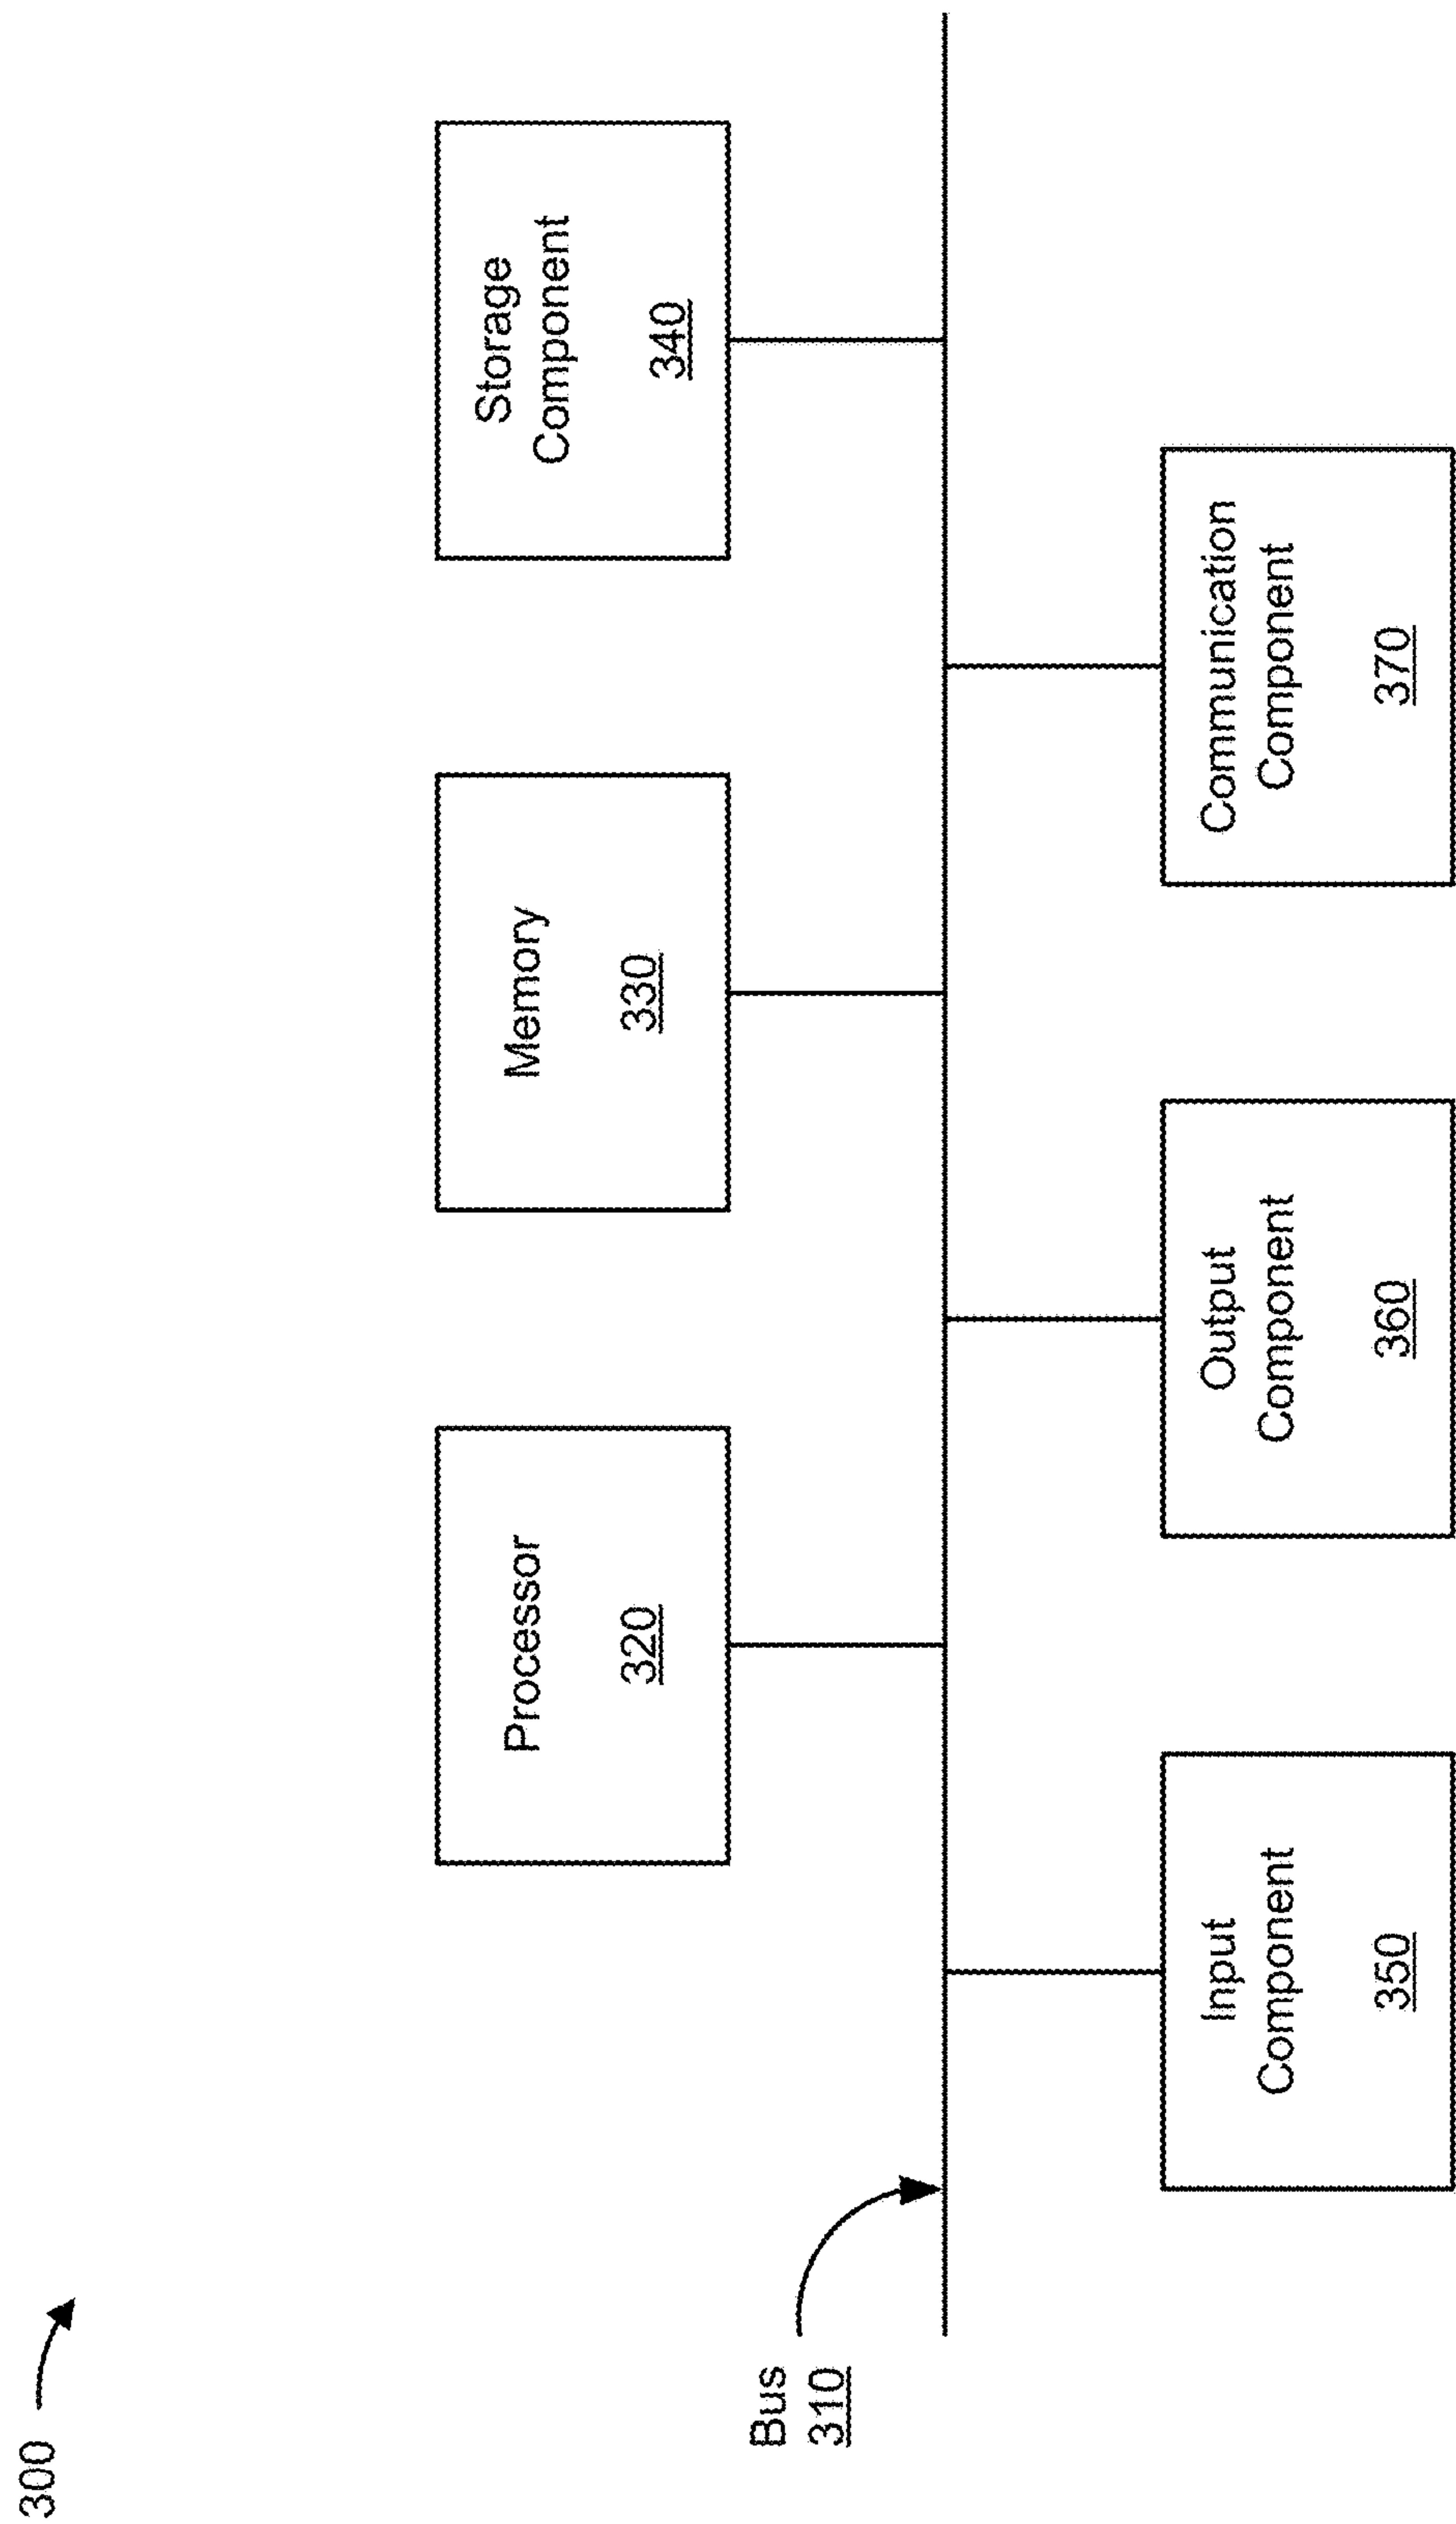 300
Bus
310
Processor
320
Memory
330
Storage
Component
340
Input
Component
350
Output
Component
360
Communication
Component
370